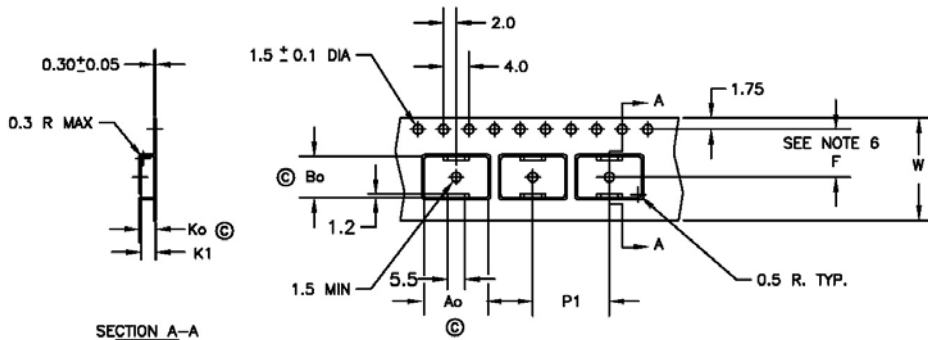 2.0
1.5 ± 0.1 DIA
4.0
0.30±0.05
A
1.75
0.3 R MAX
SEE NOTE 6
F
W
Ⓒ Bo
1.2
Ko Ⓒ
K1
A
5.5
1.5 MIN
0.5 R. TYP.
Ao
P1
Ⓒ
SECTION A-A